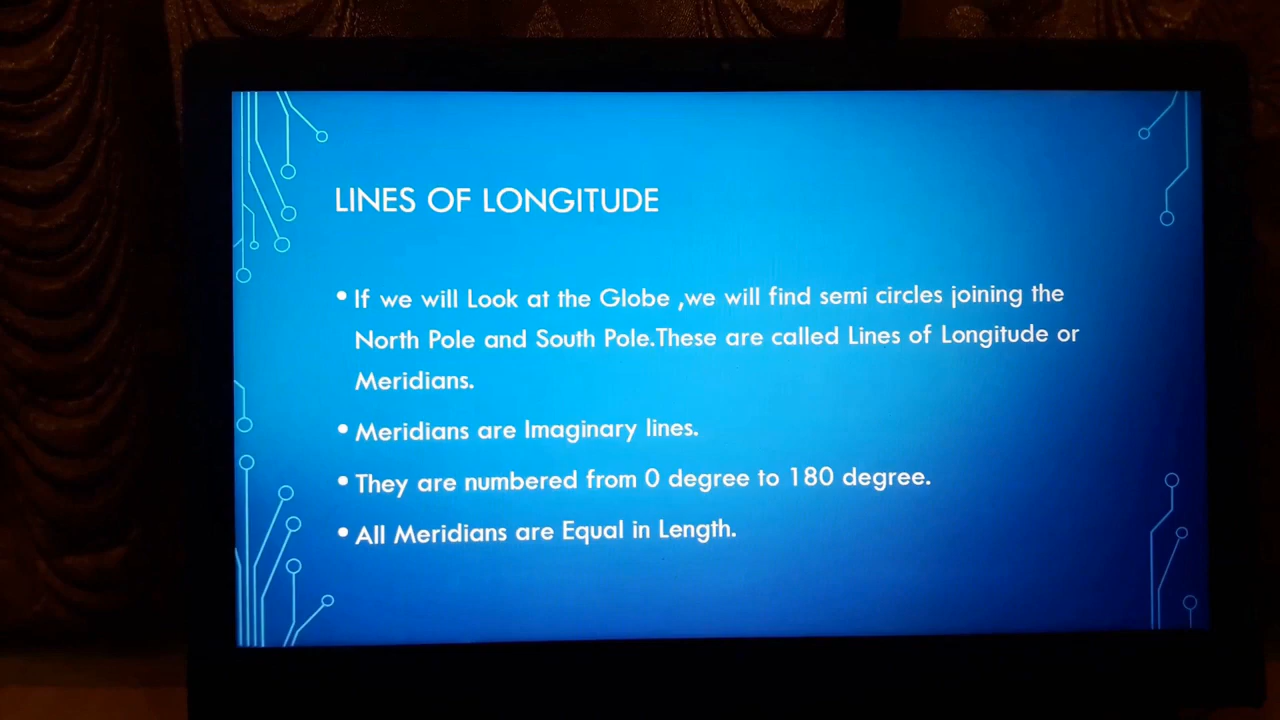 LINES OF LONGITUDE
• If we will Look at the Globe ,we will find semi circles joining the
North Pole and South Pole.These are called Lines of Longitude or
Meridians.
• Meridians are Imaginary lines.
• They are numbered from 0 degree to 180 degree.
• All Meridians are Equal in Length.